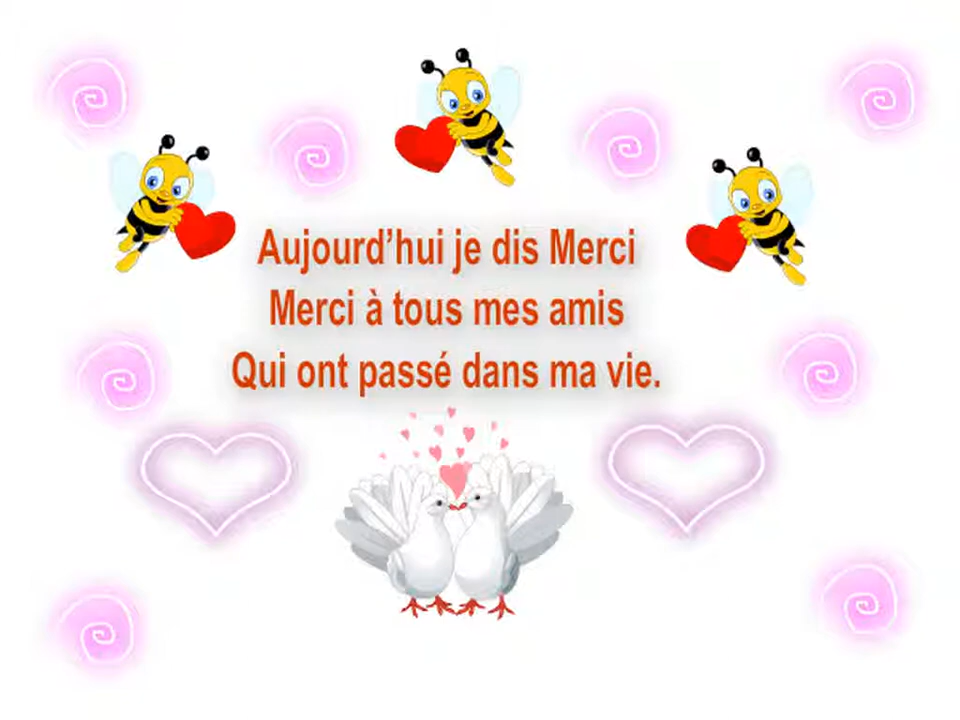 Aujourd’hui je dis Merci
Merci à tous mes amis
Qui ont passé dans ma vie.